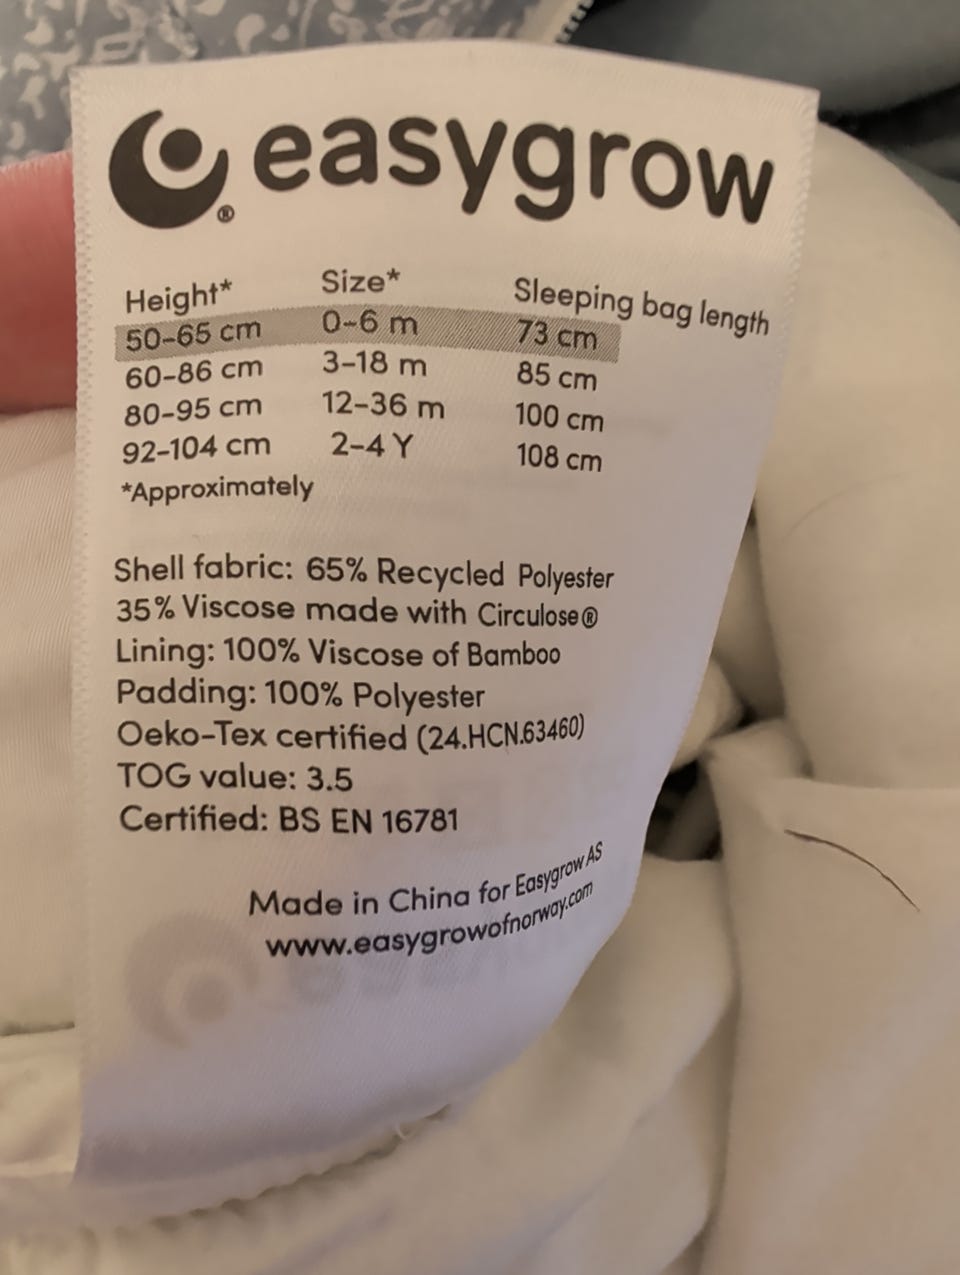 easygrow
®
Height* Size* Sleeping bag length
50-65 cm 0-6 m 73 cm
60-86 cm 3-18 m 85 cm
80-95 cm 12-36 m 100 cm
92-104 cm 2-4 Y 108 cm
*Approximately
Shell fabric: 65% Recycled Polyester
35% Viscose made with Circulose®
Lining: 100% Viscose of Bamboo
Padding: 100% Polyester
Oeko-Tex certified (24.HCN.63460)
TOG value: 3.5
Certified: BS EN 16781
Made in China for Easygrow AS
www.easygrowofnorway.com